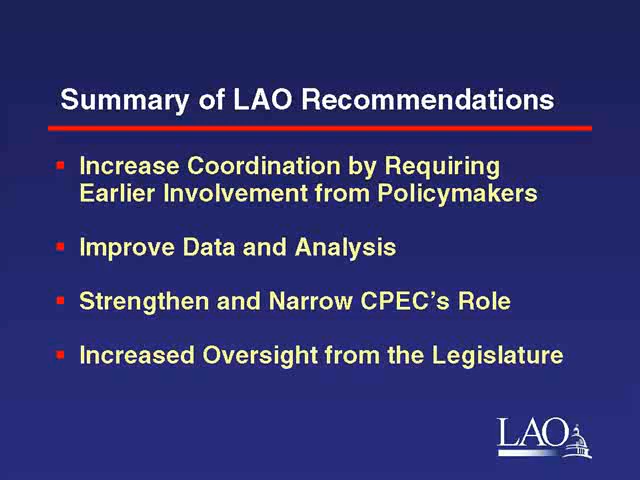 Summary of LAO Recommendations
Increase Coordination by Requiring
Earlier Involvement from Policymakers
Improve Data and Analysis
Strengthen and Narrow CPEC's Role
Increased Oversight from the Legislature
LAO